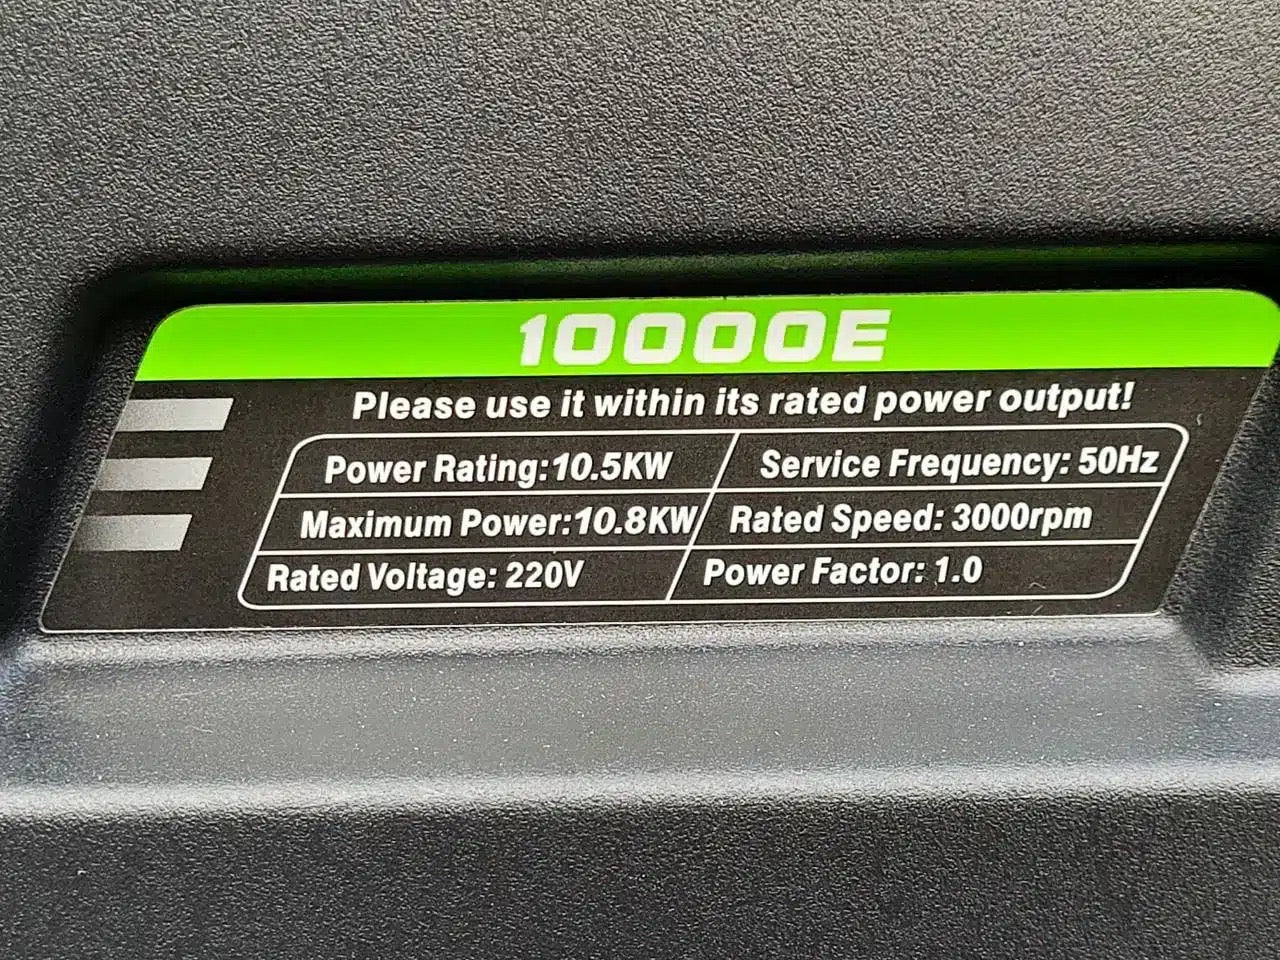 10000E
Please use it within its rated power output!
Power Rating:10.5KW
Service Frequency: 50Hz
Maximum Power:10.8KW
Rated Speed: 3000rpm
Rated Voltage: 220V
Power Factor: 1.0